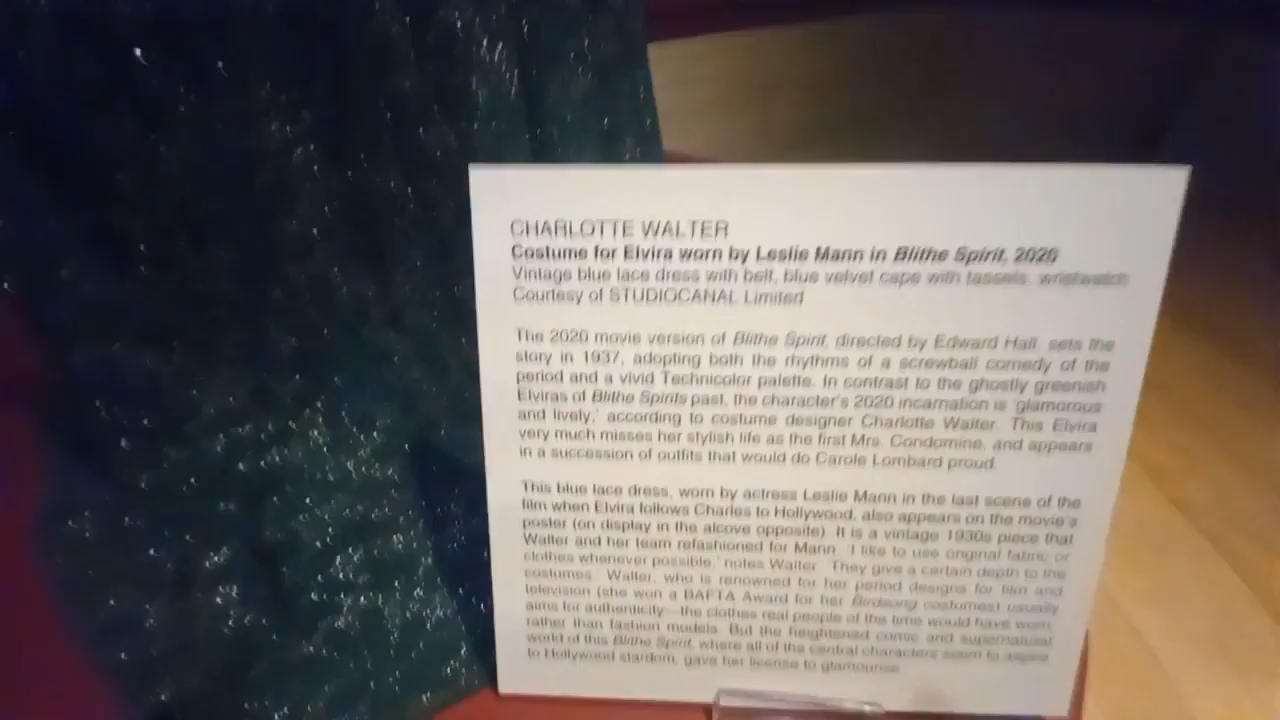 CHARLOTTE WALTER
Costume for Elvira worn by Leslie Mann in Blithe Spirit, 2020
Vintage blue lace dress with belt, blue velvet cape with tassels, wristwatch
Courtesy of STUDIOCANAL Limited
The 2020 movie version of Blithe Spirit, directed by Edward Hall, sets the
story in 1937, adopting both the rhythms of a screwball comedy of the
period and a vivid Technicolor palette. In contrast to the ghostly greenish
Elviras of Blithe Spirits past, the character's 2020 incarnation is 'glamorous
and lively,' according to costume designer Charlotte Walter. This Elvira
very much misses her stylish life as the first Mrs. Condomine, and appears
in a succession of outfits that would do Carole Lombard proud.
This blue lace dress, worn by actress Leslie Mann in the last scene of the
film when Elvira follows Charles to Hollywood, also appears on the movie's
poster (on display in the alcove opposite). It is a vintage 1930s piece that
Walter and her team refashioned for Mann. 'I like to use original fabric or
clothes whenever possible,' notes Walter. 'They give a certain depth to the
costumes.' Walter, who is renowned for her period designs for film and
television (she won a BAFTA Award for her Birdsong costumes) usually
aims for authenticity—the clothes real people of the time would have worn,
rather than fashion models. But the heightened comic and supernatural
world of this Blithe Spirit, where all of the central characters seem to aspire
to Hollywood stardom, gave her license to glamourise.